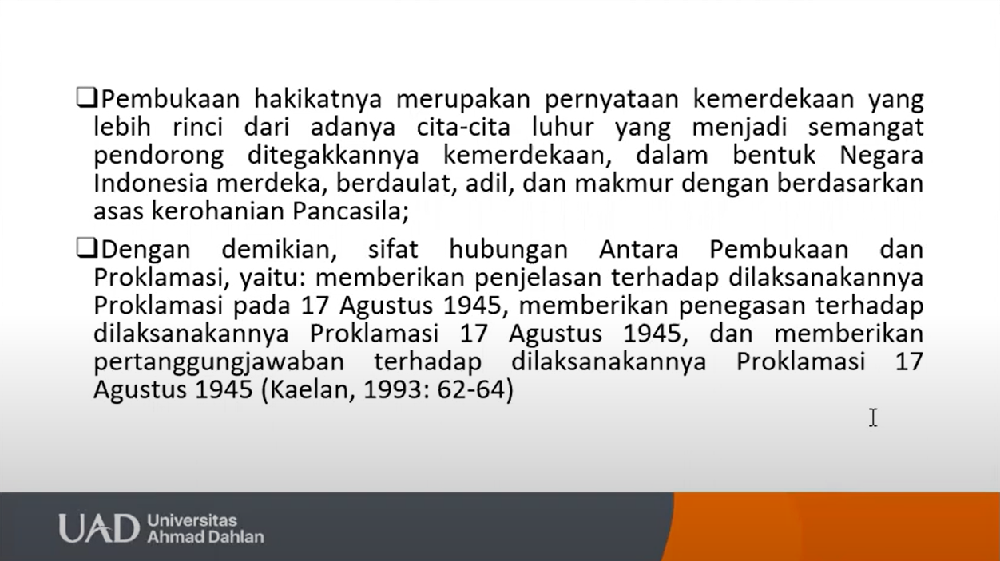 ❑Pembukaan hakikatnya merupakan pernyataan kemerdekaan yang
lebih rinci dari adanya cita-cita luhur yang menjadi semangat
pendorong ditegakkannya kemerdekaan, dalam bentuk Negara
Indonesia merdeka, berdaulat, adil, dan makmur dengan berdasarkan
asas kerohanian Pancasila;
❑Dengan demikian, sifat hubungan Antara Pembukaan dan
Proklamasi, yaitu: memberikan penjelasan terhadap dilaksanakannya
Proklamasi pada 17 Agustus 1945, memberikan penegasan terhadap
dilaksanakannya Proklamasi 17 Agustus 1945, dan memberikan
pertanggungjawaban terhadap dilaksanakannya Proklamasi 17
Agustus 1945 (Kaelan, 1993: 62-64)
UAD Universitas
Ahmad Dahlan